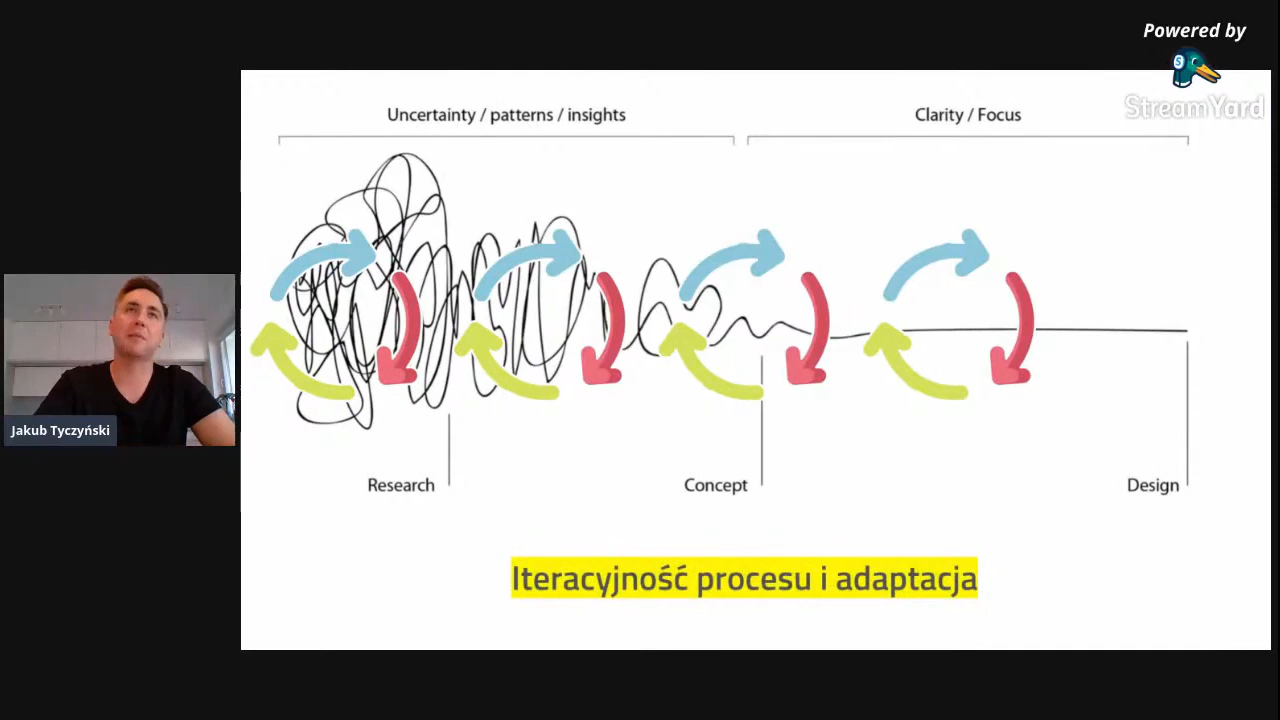 Powered by
StreamYard
Uncertainty / patterns / insights
Clarity / Focus
Jakub Tyczyński
Research
Concept
Design
Iteracyjność procesu i adaptacja